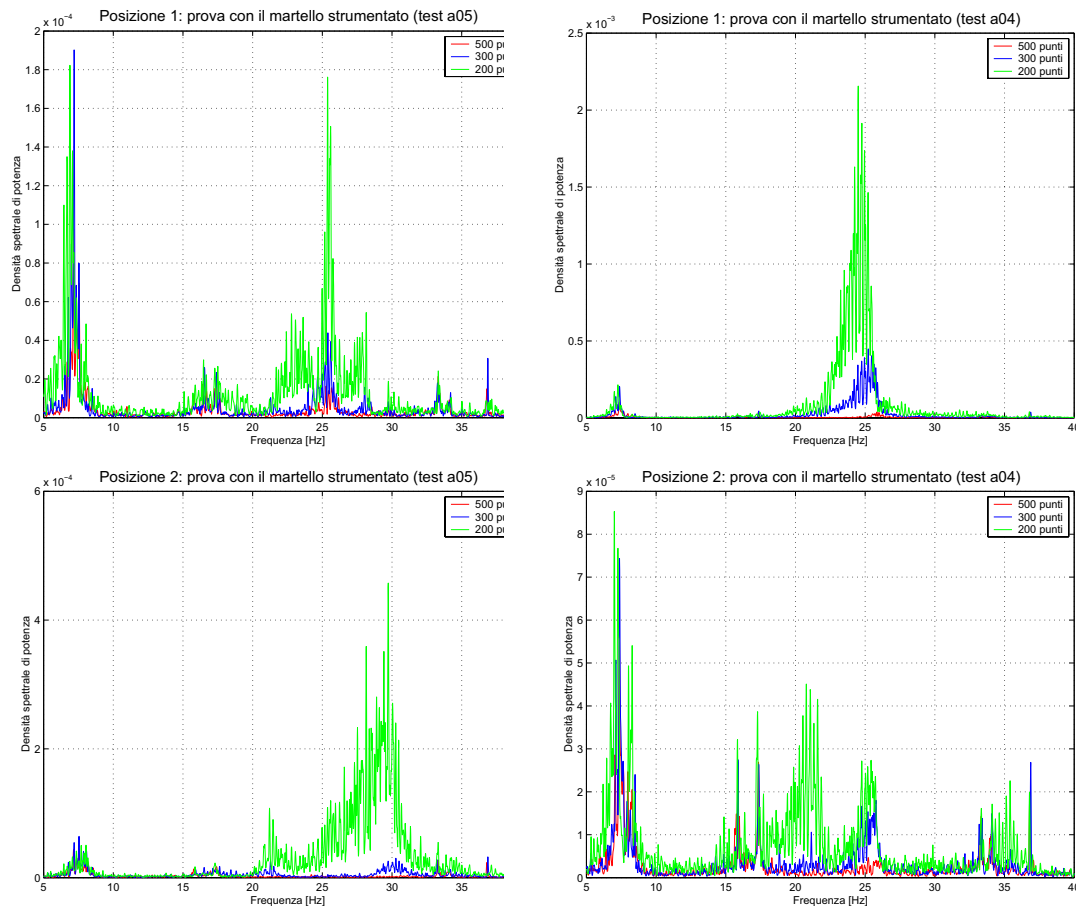 Posizione 1: prova con il martello strumentato (test a05)
x 10⁻⁴
2
1.8
1.6
1.4
1.2
1
0.8
0.6
0.4
0.2
0
Densità spettrale di potenza
500 pu
300 pu
200 pu
5 10 15 20 25 30 35
Frequenza [Hz]
Posizione 1: prova con il martello strumentato (test a04)
x 10⁻³
2.5
2
1.5
1
0.5
0
Densità spettrale di potenza
500 punti
300 punti
200 punti
5 10 15 20 25 30 35 40
Frequenza [Hz]
Posizione 2: prova con il martello strumentato (test a05)
x 10⁻⁴
6
4
2
0
Densità spettrale di potenza
500 pu
300 pu
200 pu
5 10 15 20 25 30 35
Frequenza [Hz]
Posizione 2: prova con il martello strumentato (test a04)
x 10⁻⁵
9
8
7
6
5
4
3
2
1
0
Densità spettrale di potenza
500 punti
300 punti
200 punti
5 10 15 20 25 30 35 40
Frequenza [Hz]